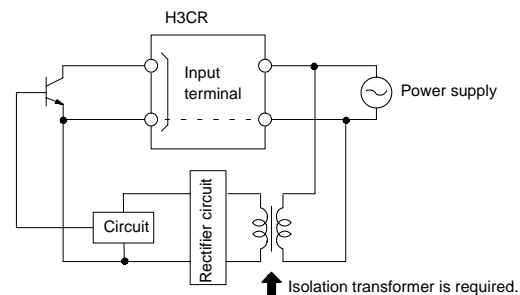 H3CR
Input
terminal
Power supply
Circuit
Rectifier circuit
Isolation transformer is required.